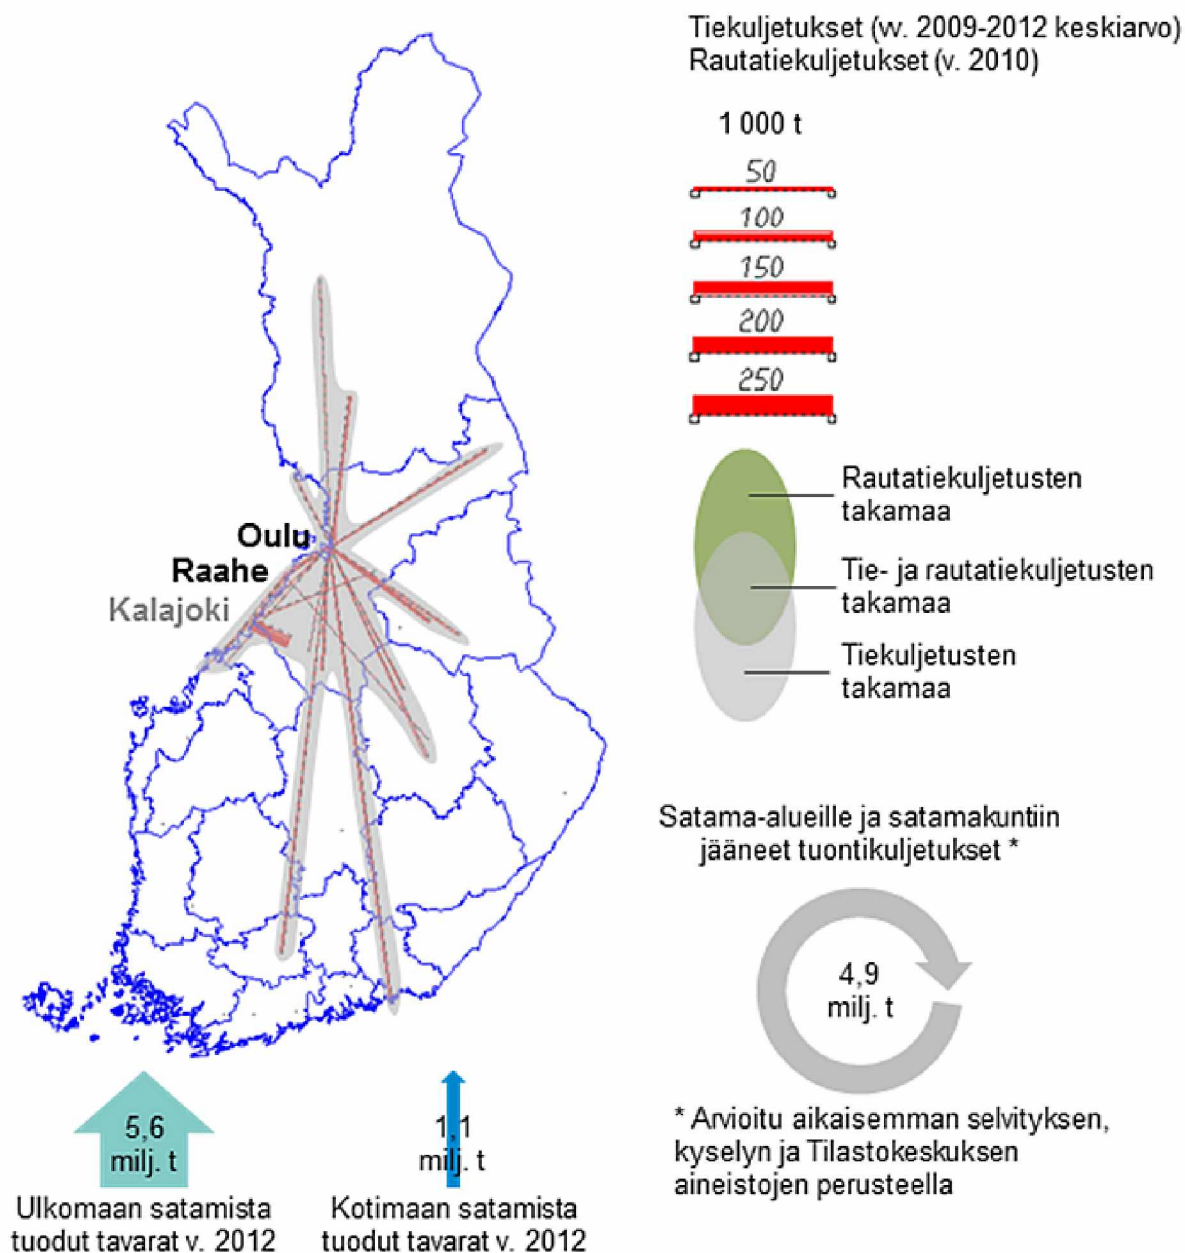 Tiekuljetukset (vv. 2009-2012 keskiarvo)
Rautatiekuljetukset (v. 2010)
1 000 t
50
100
150
200
250
Rautatiekuljetusten
takamaa
Tie- ja rautatiekuljetusten
takamaa
Tiekuljetusten
takamaa
Oulu
Raahe
Kalajoki
Satama-alueille ja satamakuntiin
jääneet tuontikuljetukset *
4,9
milj. t
* Arvioitu aikaisemman selvityksen,
kyselyn ja Tilastokeskuksen
aineistojen perusteella
5,6
milj. t
Ulkomaan satamista
tuodut tavarat v. 2012
1,1
milj. t
Kotimaan satamista
tuodut tavarat v. 2012